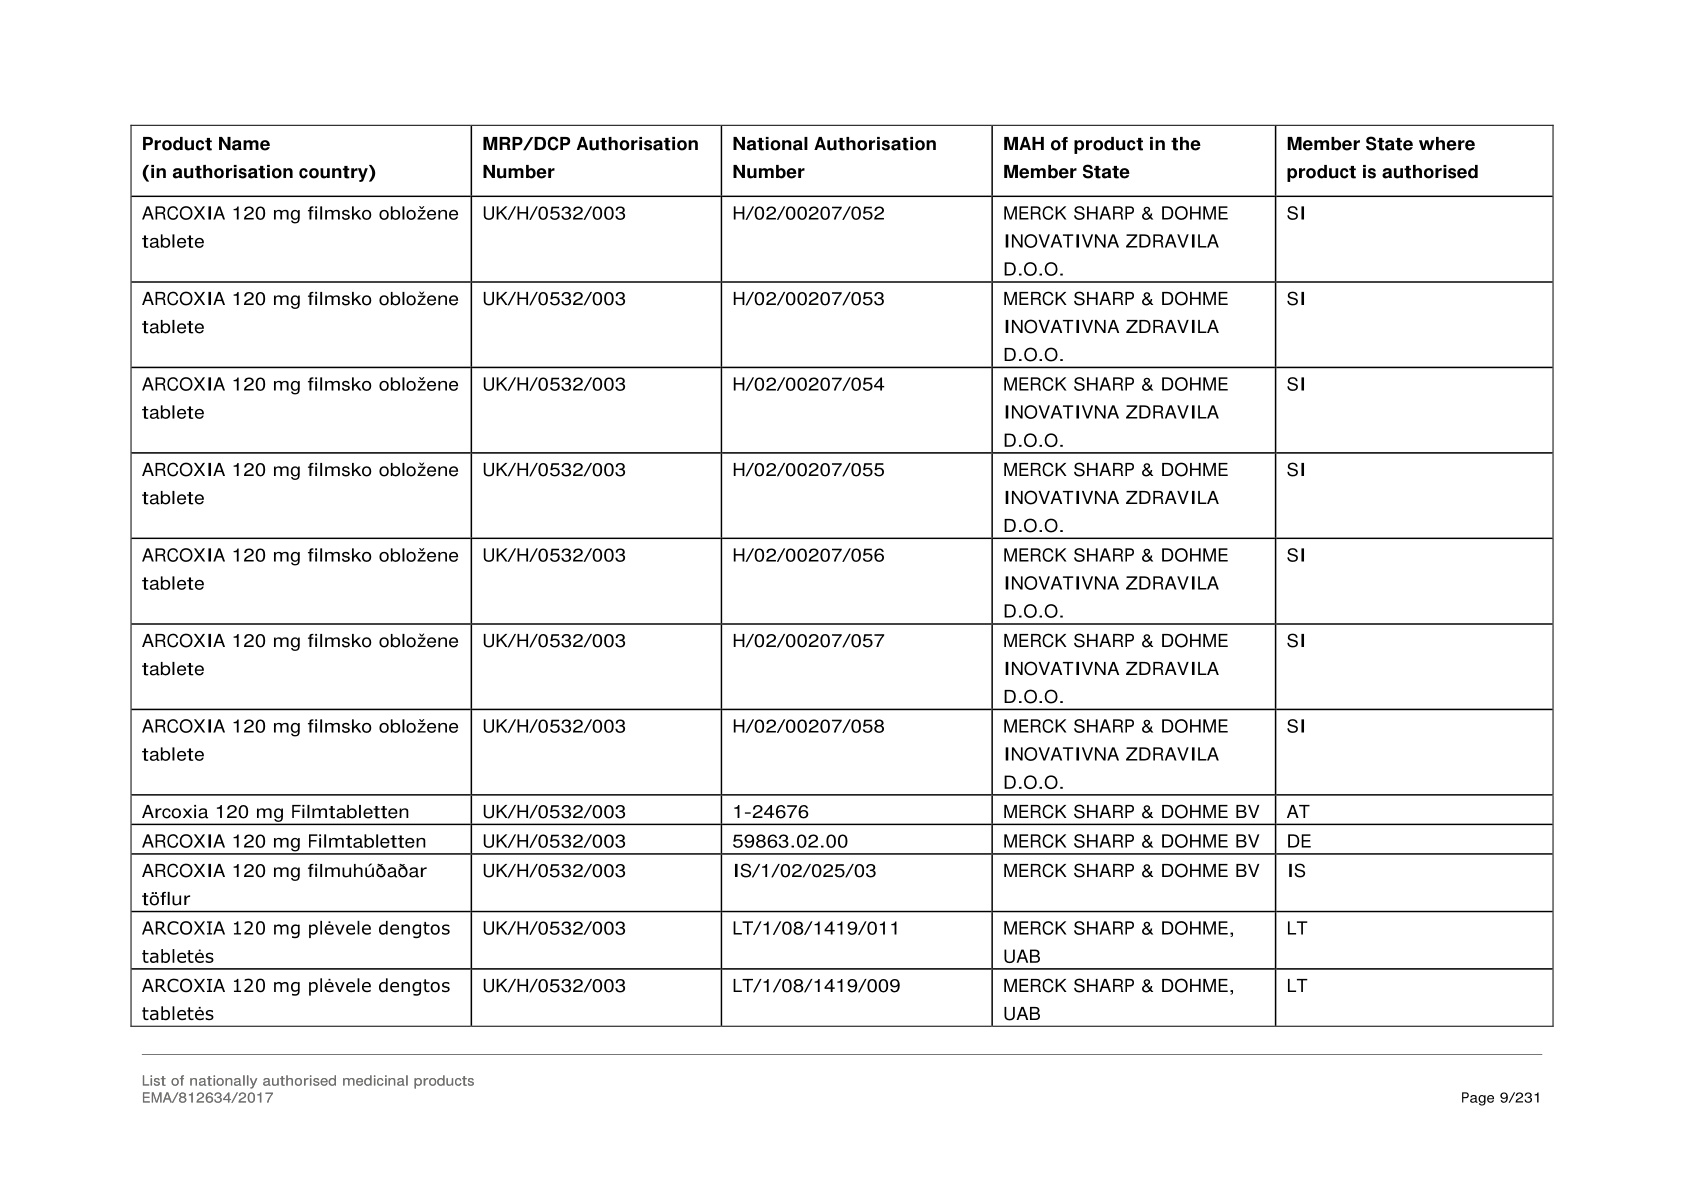 Product Name
(in authorisation country)
MRP/DCP Authorisation
Number
National Authorisation
Number
MAH of product in the
Member State
Member State where
product is authorised
ARCOXIA 120 mg filmsko obložene
tablete
UK/H/0532/003
H/02/00207/052
MERCK SHARP & DOHME
INOVATIVNA ZDRAVILA
D.O.O.
SI
ARCOXIA 120 mg filmsko obložene
tablete
UK/H/0532/003
H/02/00207/053
MERCK SHARP & DOHME
INOVATIVNA ZDRAVILA
D.O.O.
SI
ARCOXIA 120 mg filmsko obložene
tablete
UK/H/0532/003
H/02/00207/054
MERCK SHARP & DOHME
INOVATIVNA ZDRAVILA
D.O.O.
SI
ARCOXIA 120 mg filmsko obložene
tablete
UK/H/0532/003
H/02/00207/055
MERCK SHARP & DOHME
INOVATIVNA ZDRAVILA
D.O.O.
SI
ARCOXIA 120 mg filmsko obložene
tablete
UK/H/0532/003
H/02/00207/056
MERCK SHARP & DOHME
INOVATIVNA ZDRAVILA
D.O.O.
SI
ARCOXIA 120 mg filmsko obložene
tablete
UK/H/0532/003
H/02/00207/057
MERCK SHARP & DOHME
INOVATIVNA ZDRAVILA
D.O.O.
SI
ARCOXIA 120 mg filmsko obložene
tablete
UK/H/0532/003
H/02/00207/058
MERCK SHARP & DOHME
INOVATIVNA ZDRAVILA
D.O.O.
SI
Arcoxia 120 mg Filmtabletten
UK/H/0532/003
1-24676
MERCK SHARP & DOHME BV
AT
ARCOXIA 120 mg Filmtabletten
UK/H/0532/003
59863.02.00
MERCK SHARP & DOHME BV
DE
ARCOXIA 120 mg filmuhúðaðar
töflur
UK/H/0532/003
IS/1/02/025/03
MERCK SHARP & DOHME BV
IS
ARCOXIA 120 mg plėvele dengtos
tabletės
UK/H/0532/003
LT/1/08/1419/011
MERCK SHARP & DOHME,
UAB
LT
ARCOXIA 120 mg plėvele dengtos
tabletės
UK/H/0532/003
LT/1/08/1419/009
MERCK SHARP & DOHME,
UAB
LT
List of nationally authorised medicinal products
EMA/812634/2017
Page 9/231